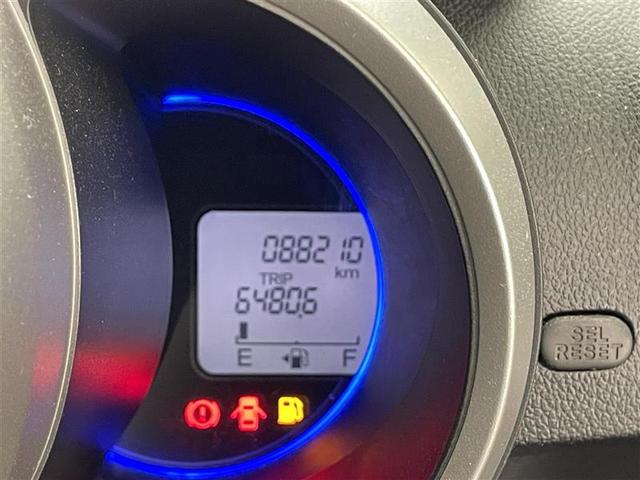 088210
km
TRIP
6480.6
E F
SEL
RESET